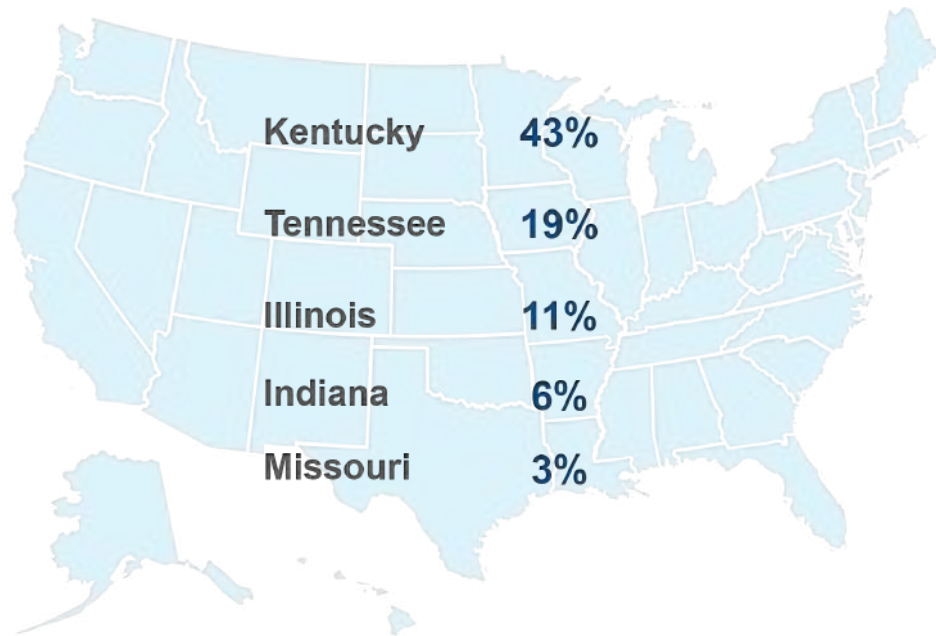 Kentucky 43%
Tennessee 19%
Illinois 11%
Indiana 6%
Missouri 3%